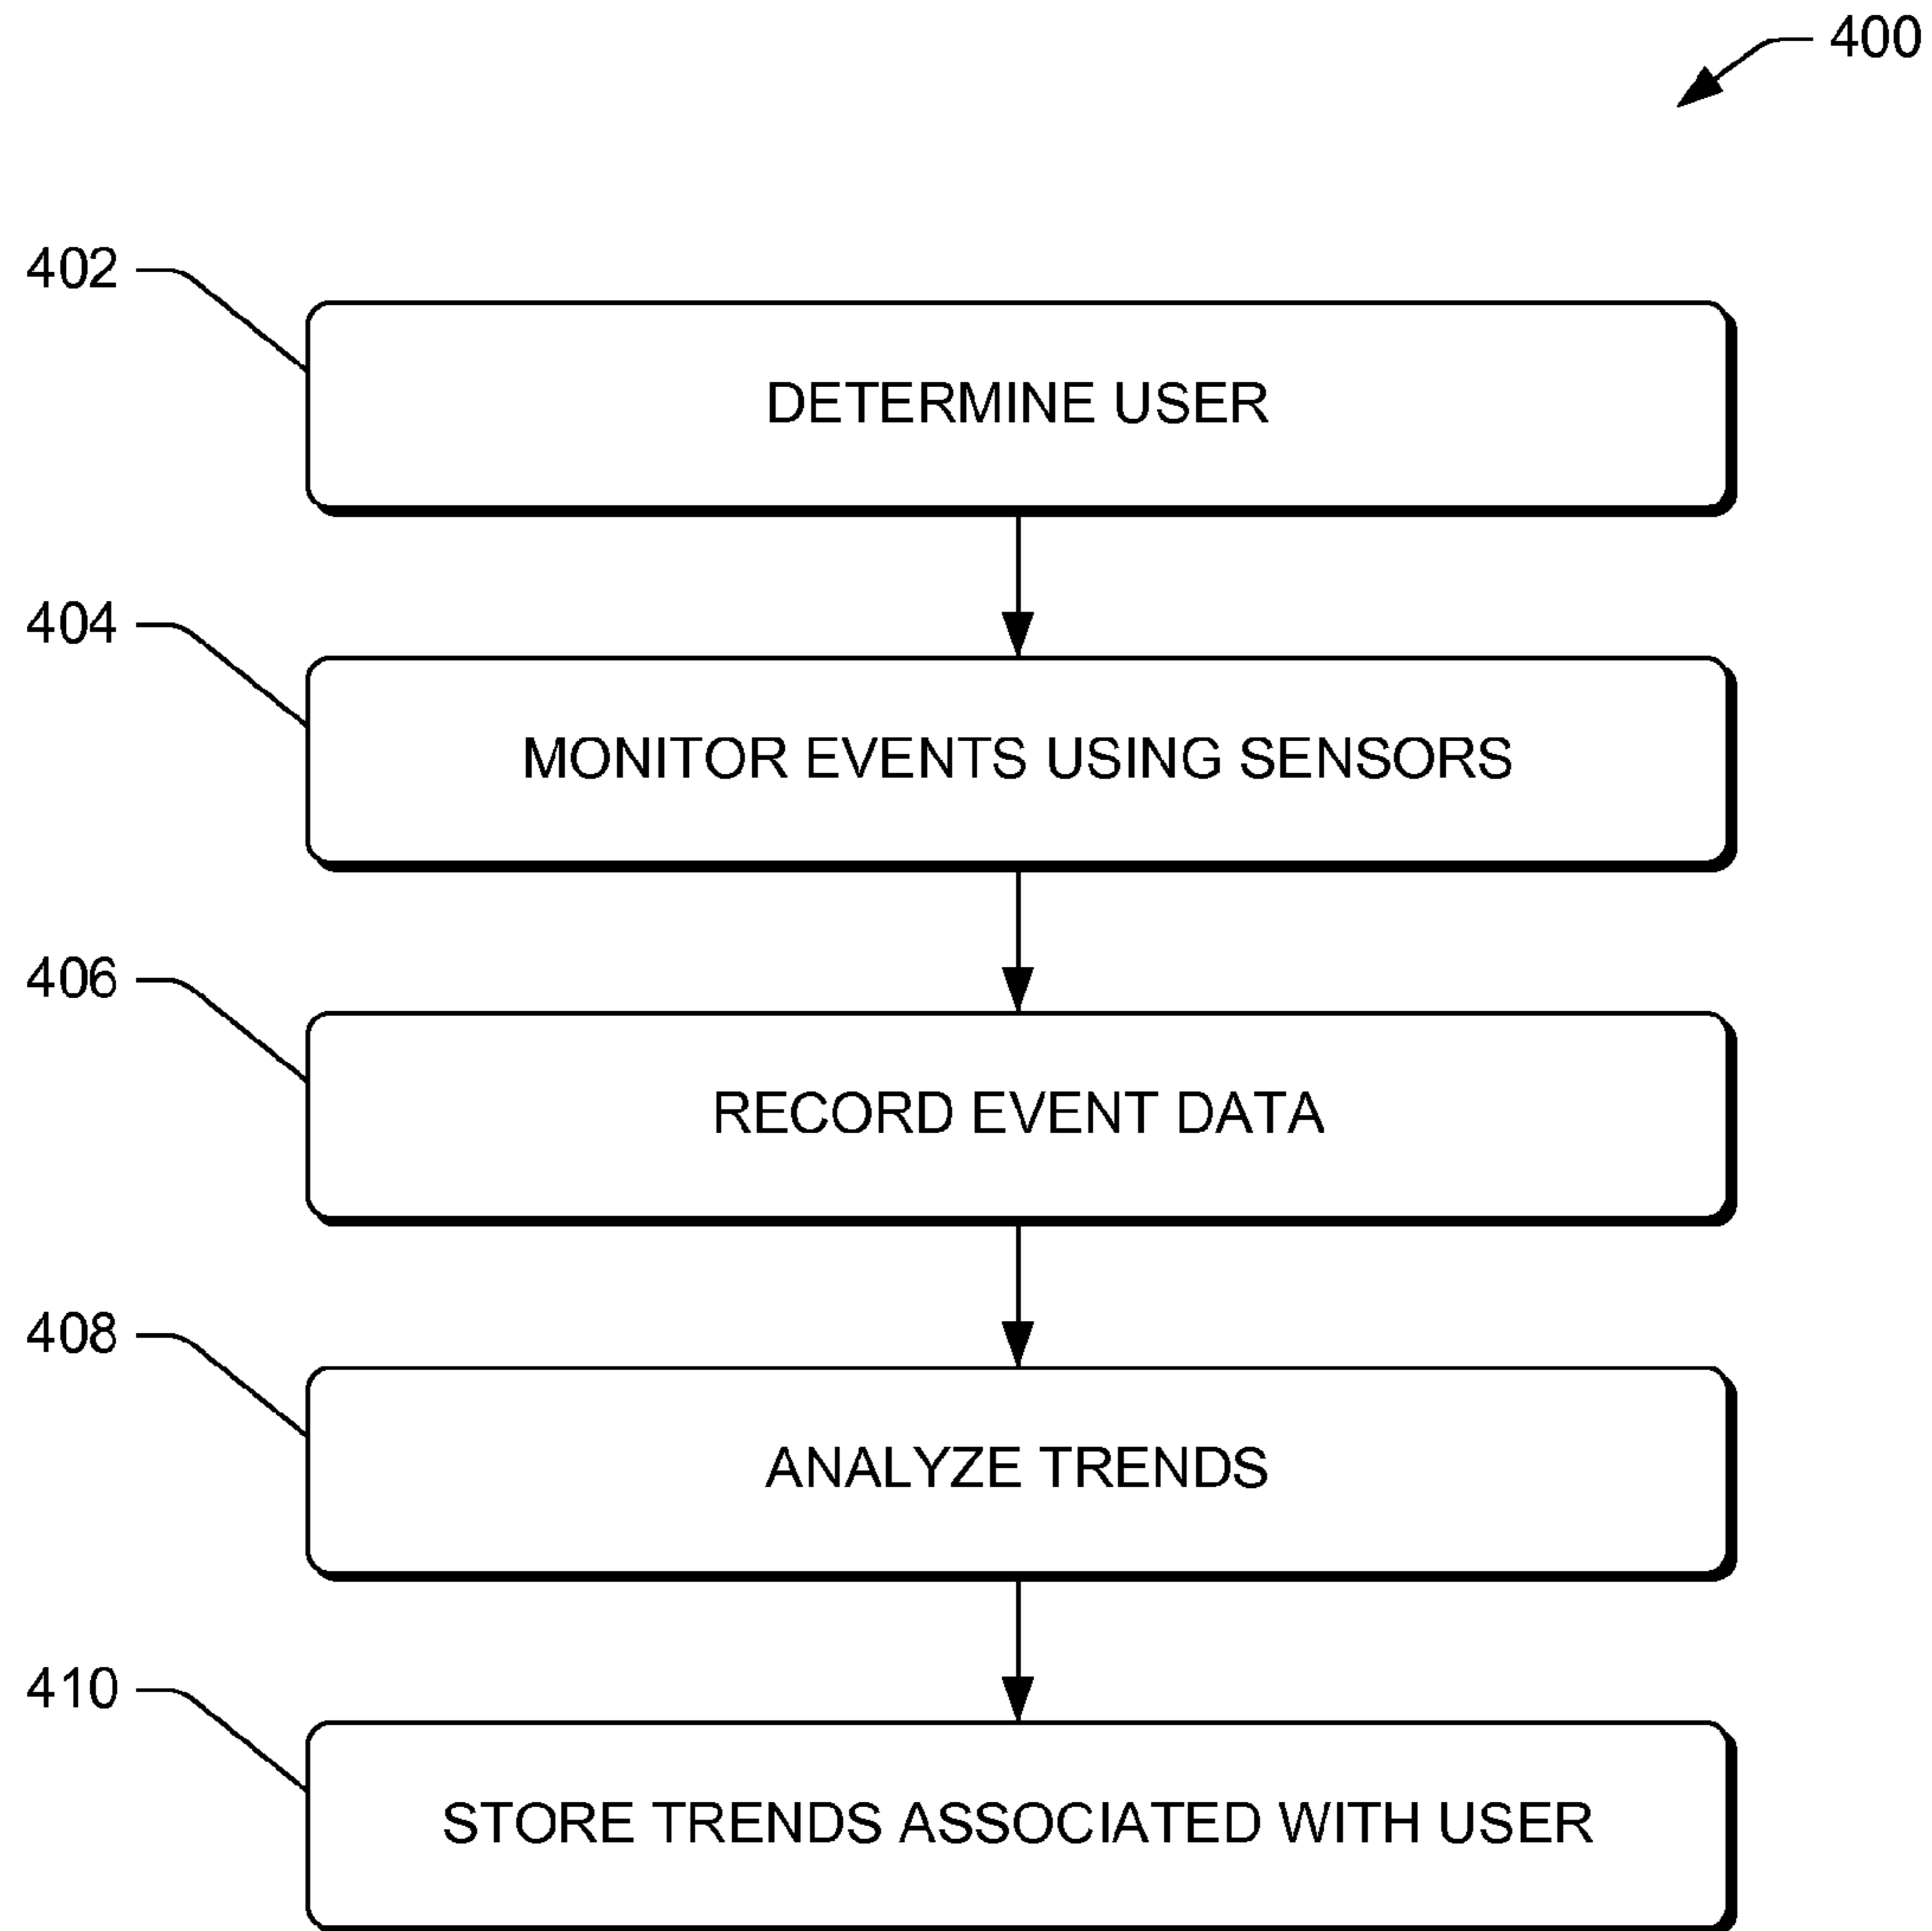 400
402
DETERMINE USER
404
MONITOR EVENTS USING SENSORS
406
RECORD EVENT DATA
408
ANALYZE TRENDS
410
STORE TRENDS ASSOCIATED WITH USER